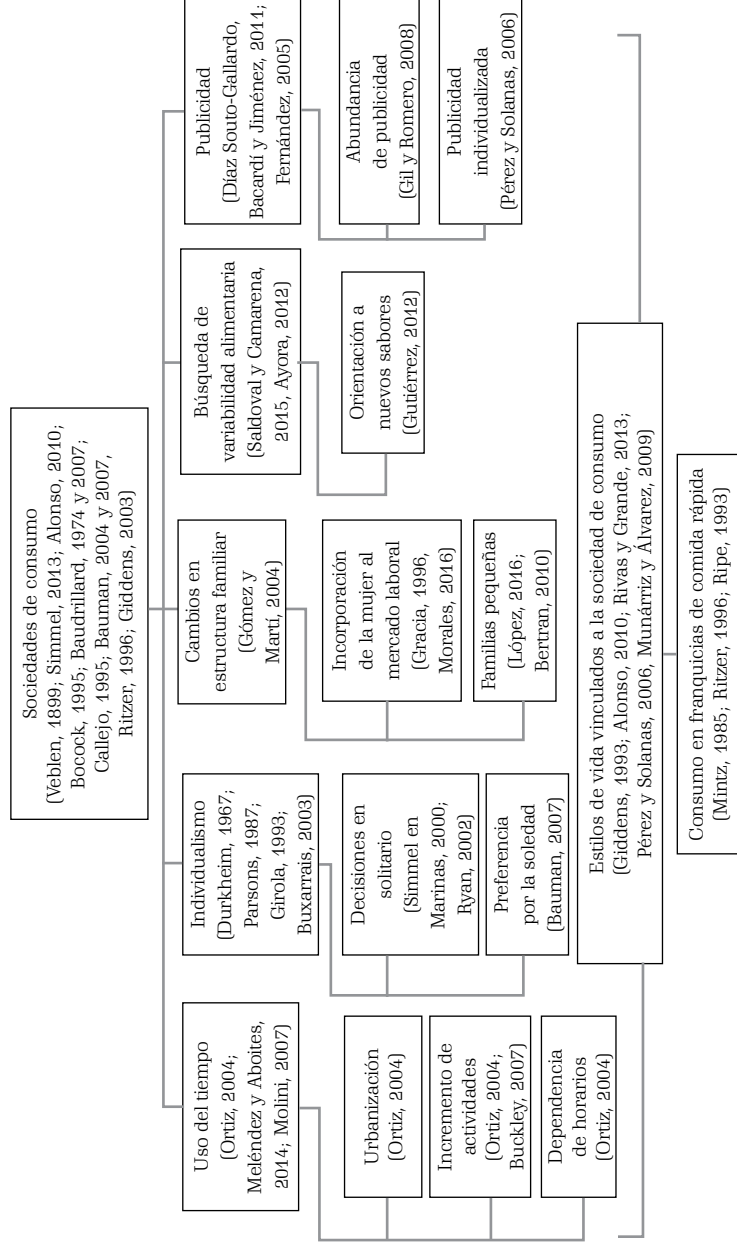 Sociedades de consumo
(Veblen, 1899; Simmel, 2013; Alonso, 2010;
Bocock, 1995; Baudrillard, 1974 y 2007;
Callejo, 1995; Bauman, 2004 y 2007,
Ritzer, 1996; Giddens, 2003)
Uso del tiempo
(Ortiz, 2004;
Meléndez y Aboites,
2014; Molini, 2007)
Urbanización
(Ortiz, 2004)
Incremento de
actividades
(Ortiz, 2004;
Buckley, 2007)
Dependencia
de horarios
(Ortiz, 2004)
Individualismo
(Durkheim, 1967;
Parsons, 1987;
Girola, 1993;
Buxarrais, 2003)
Decisiones en
solitario
(Simmel en
Marinas, 2000;
Ryan, 2002)
Preferencia
por la soledad
(Bauman, 2007)
Cambios en
estructura familiar
(Gómez y
Martí, 2004)
Incorporación
de la mujer al
mercado laboral
(Gracia, 1996,
Morales, 2016)
Familias pequeñas
(López, 2016;
Bertran, 2010)
Búsqueda de
variabilidad alimentaria
(Saldoval y Camarena,
2015, Ayora, 2012)
Orientación a
nuevos sabores
(Gutiérrez, 2012)
Publicidad
(Díaz Souto-Gallardo,
Bacardí y Jiménez, 2011;
Fernández, 2005)
Abundancia
de publicidad
(Gil y Romero, 2008)
Publicidad
individualizada
(Pérez y Solanas, 2006)
Estilos de vida vinculados a la sociedad de consumo
(Giddens, 1993; Alonso, 2010; Rivas y Grande, 2013;
Pérez y Solanas, 2006, Munárriz y Álvarez, 2009)
Consumo en franquicias de comida rápida
(Mintz, 1985; Ritzer, 1996; Ripe, 1993)